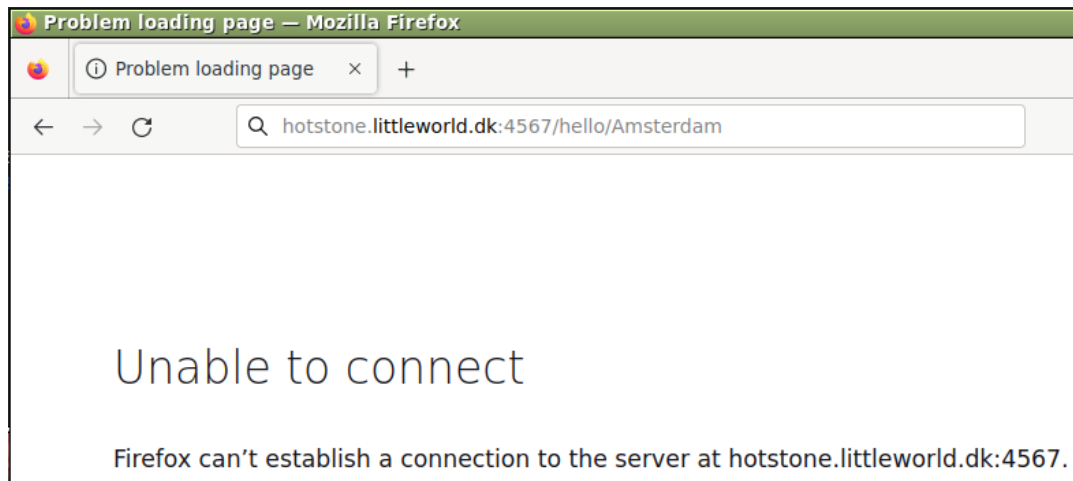 Problem loading page — Mozilla Firefox
Problem loading page
hotstone.littleworld.dk:4567/hello/Amsterdam
Unable to connect
Firefox can’t establish a connection to the server at hotstone.littleworld.dk:4567.